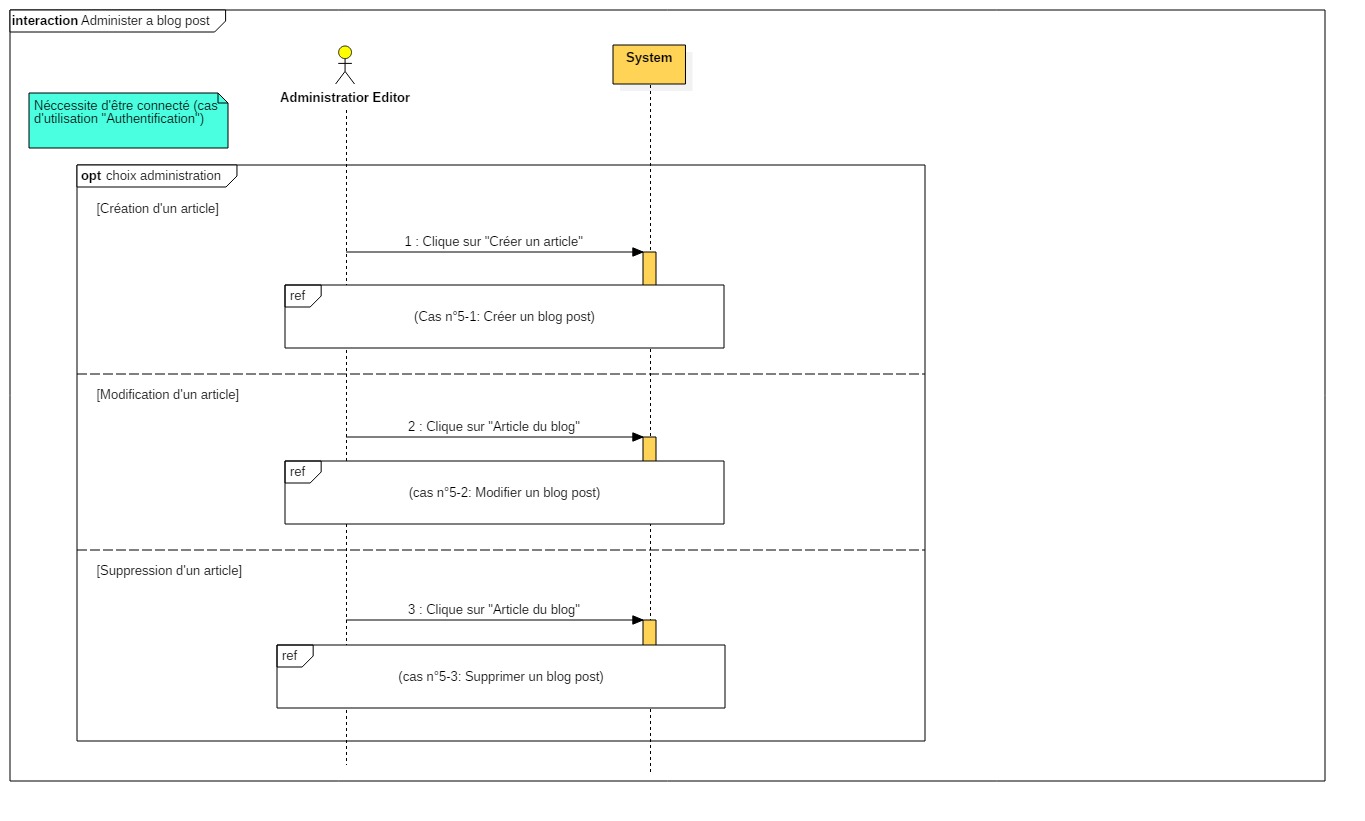 interaction Administer a blog post
System
Administratior Editor
Néccessite d'être connecté (cas
d'utilisation "Authentification")
opt choix administration
[Création d'un article]
1 : Clique sur "Créer un article"
ref
(Cas n°5-1: Créer un blog post)
[Modification d'un article]
2 : Clique sur "Article du blog"
ref
(cas n°5-2: Modifier un blog post)
[Suppression d'un article]
3 : Clique sur "Article du blog"
ref
(cas n°5-3: Supprimer un blog post)